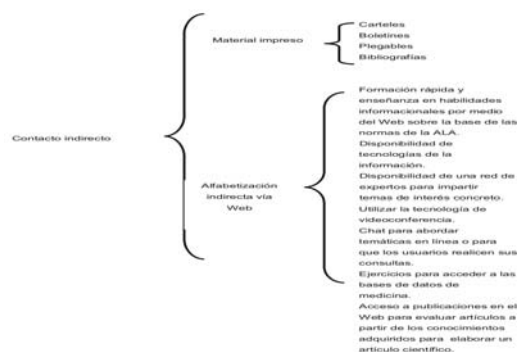 Contacto indirecto
Material impreso
Carteles
Boletines
Plegables
Bibliografías
Alfabetización
indirecta vía
Web
Formación rápida y
enseñanza en habilidades
informacionales por medio
del Web sobre la base de las
normas de la ALA.
Disponibilidad de
tecnologías de la
información.
Disponibilidad de una red de
expertos para impartir
temas de interés concreto.
Utilizar la tecnología de
videoconferencia.
Chat para abordar
temáticas en línea o para
que los usuarios realicen sus
consultas.
Ejercicios para acceder a las
bases de datos de
medicina.
Acceso a publicaciones en el
Web para evaluar artículos a
partir de los conocimientos
adquiridos para elaborar un
artículo científico.